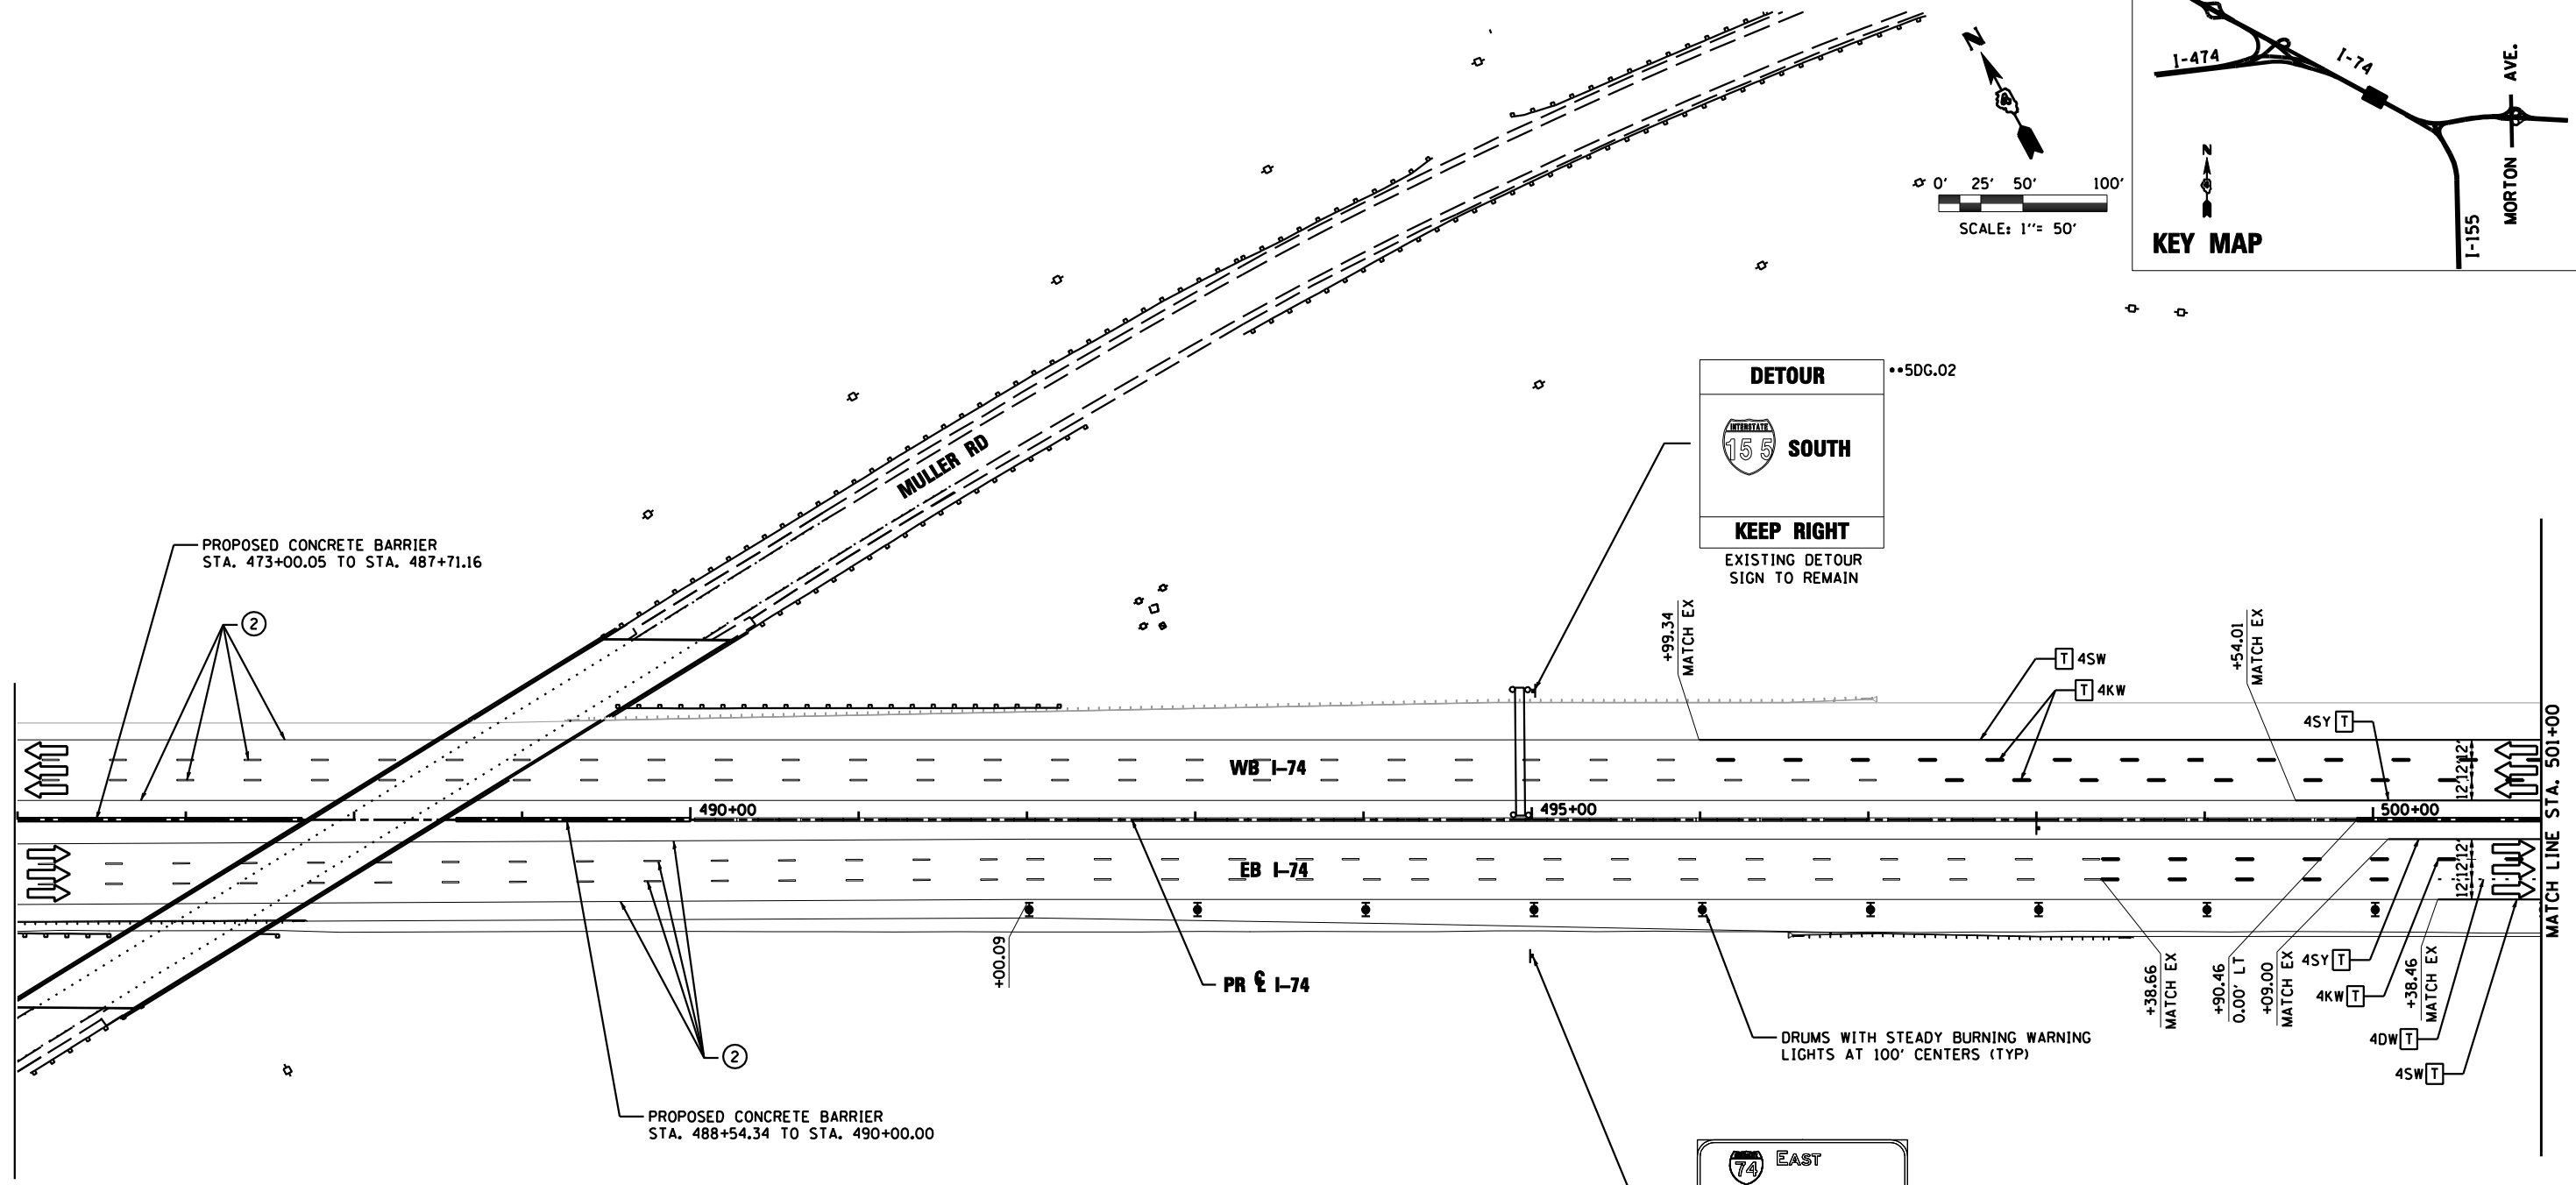 N
0' 25' 50' 100'
SCALE: 1''= 50'
I-474
I-74
MORTON AVE.
N
I-155
KEY MAP
MULLER RD
DETOUR
••5DG.02
INTERSTATE
155 SOUTH
KEEP RIGHT
EXISTING DETOUR
SIGN TO REMAIN
PROPOSED CONCRETE BARRIER
STA. 473+00.05 TO STA. 487+71.16
2
+99.34
MATCH EX
+54.01
MATCH EX
T 4SW
T 4KW
4SY T
WB I-74
12' 12' 12'
490+00
495+00
500+00
MATCH LINE STA. 501+00
EB I-74
12' 12' 12'
+00.09
PR ℄ I-74
+38.66
MATCH EX
+90.46
0.00' LT
+09.00
MATCH EX
+38.46
MATCH EX
4SY T
4KW T
4DW T
4SW T
2
DRUMS WITH STEADY BURNING WARNING
LIGHTS AT 100' CENTERS (TYP)
PROPOSED CONCRETE BARRIER
STA. 488+54.34 TO STA. 490+00.00
74 EAST